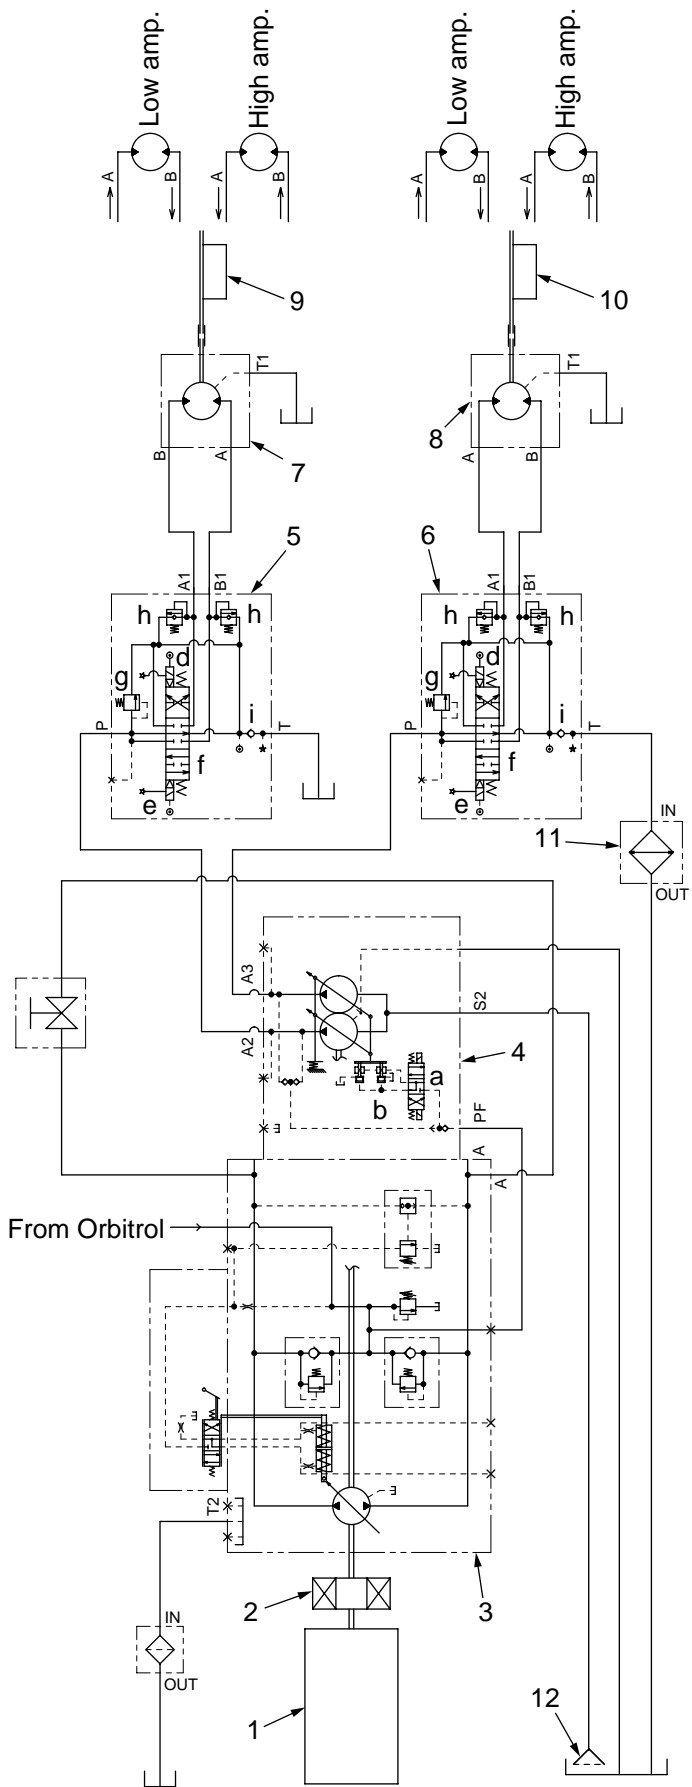 Low amp.
High amp.
Low amp.
High amp.
A
B
A
B
A
B
A
B
9
10
T1
T1
7
8
B
A
A
B
5
6
A1
B1
A1
B1
h
h
h
h
d
d
g
g
P
i
T
P
i
T
f
f
e
e
IN
11
OUT
A3
A2
S2
4
a
b
PF
A
A
From Orbitrol
T2
2
3
IN
OUT
1
12